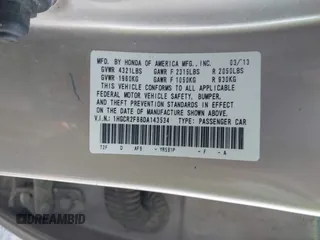 MFD. BY HONDA OF AMERICA MFG., INC. 03/13
GVWR 4321LBS GAWR F 2315LBS R 2050LBS
GVWR 1960KG GAWR F 1050KG R 930KG
THIS VEHICLE CONFORMS TO ALL APPLICABLE
FEDERAL MOTOR VEHICLE SAFETY, BUMPER, AND
THEFT PREVENTION STANDARDS IN EFFECT ON THE
DATE OF MANUFACTURE SHOWN ABOVE.
V.I.N.: TYPE: PASSENGER CAR
F - A
DREAMBID